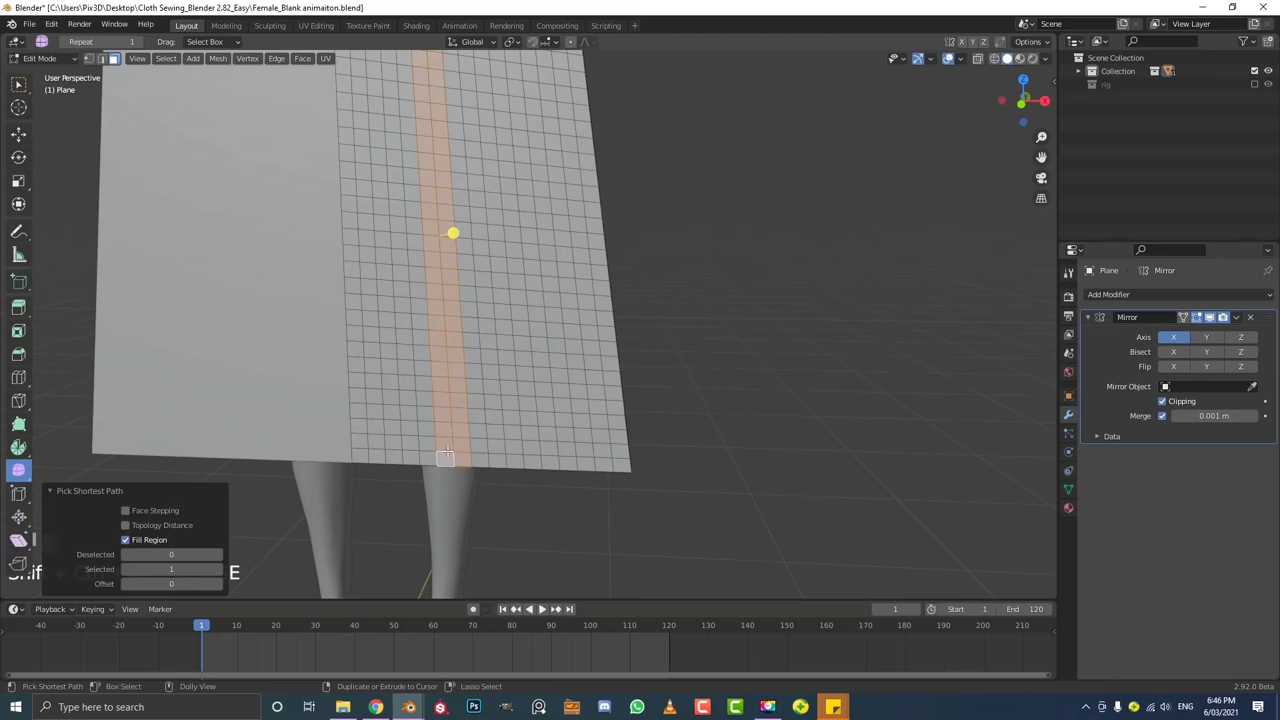 Blender* [C:\Users\Pix3D\Desktop\Cloth Sewing_Blender 2.82_Easy\Female_Blank animaiton.blend]
File Edit Render Window Help Layout Modeling Sculpting UV Editing Texture Paint Shading Animation Rendering Compositing Scripting + Scene View Layer
Repeat 1 Drag: Select Box Global X Y Z Options
Edit Mode View Select Add Mesh Vertex Edge Face UV
User Perspective
(1) Plane
Scene Collection
Collection
rig
Plane Mirror
Add Modifier
Mirror
Axis X Y Z
Bisect X Y Z
Flip X Y Z
Mirror Object
Clipping
Merge 0.001 m
Data
Pick Shortest Path
Face Stepping
Topology Distance
Fill Region
Deselected 0
Selected 1
Offset 0
Playback Keying View Marker 1 Start 1 End 120
-40 -30 -20 -10 1 10 20 30 40 50 60 70 80 90 100 110 120 130 140 150 160 170 180 190 200 210
Pick Shortest Path Box Select Dolly View Duplicate or Extrude to Cursor Lasso Select 2.92.0 Beta
Type here to search
6:46 PM
6/03/2021